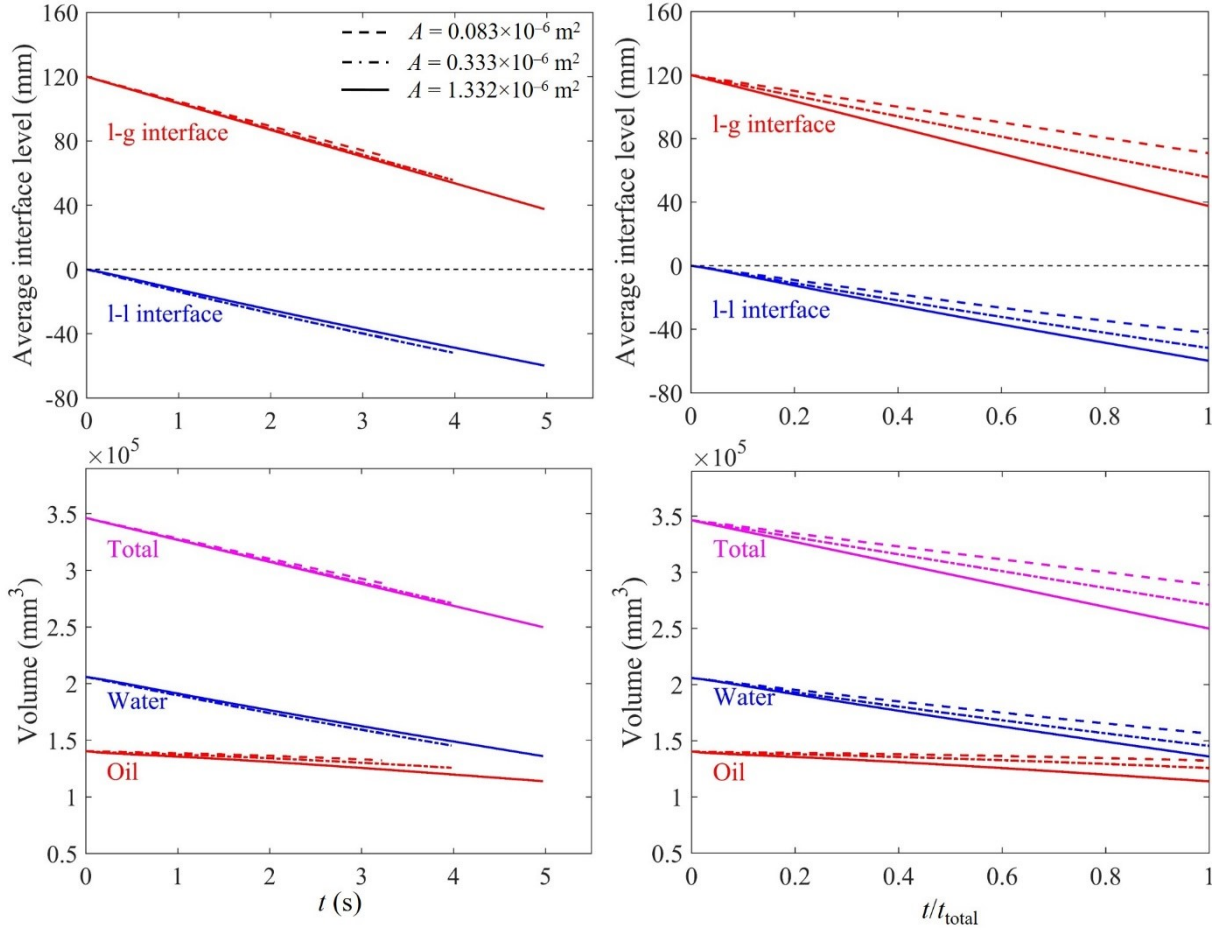 160
120
80
40
0
-40
-80
Average interface level (mm)
A = 0.083×10⁻⁶ m²
A = 0.333×10⁻⁶ m²
A = 1.332×10⁻⁶ m²
l-g interface
l-l interface
0 1 2 3 4 5
160
120
80
40
0
-40
-80
Average interface level (mm)
l-g interface
l-l interface
0 0.2 0.4 0.6 0.8 1
×10⁵
3.5
3
2.5
2
1.5
1
0.5
Volume (mm³)
Total
Water
Oil
0 1 2 3 4 5
t (s)
×10⁵
3.5
3
2.5
2
1.5
1
0.5
Volume (mm³)
Total
Water
Oil
0 0.2 0.4 0.6 0.8 1
t/t_total